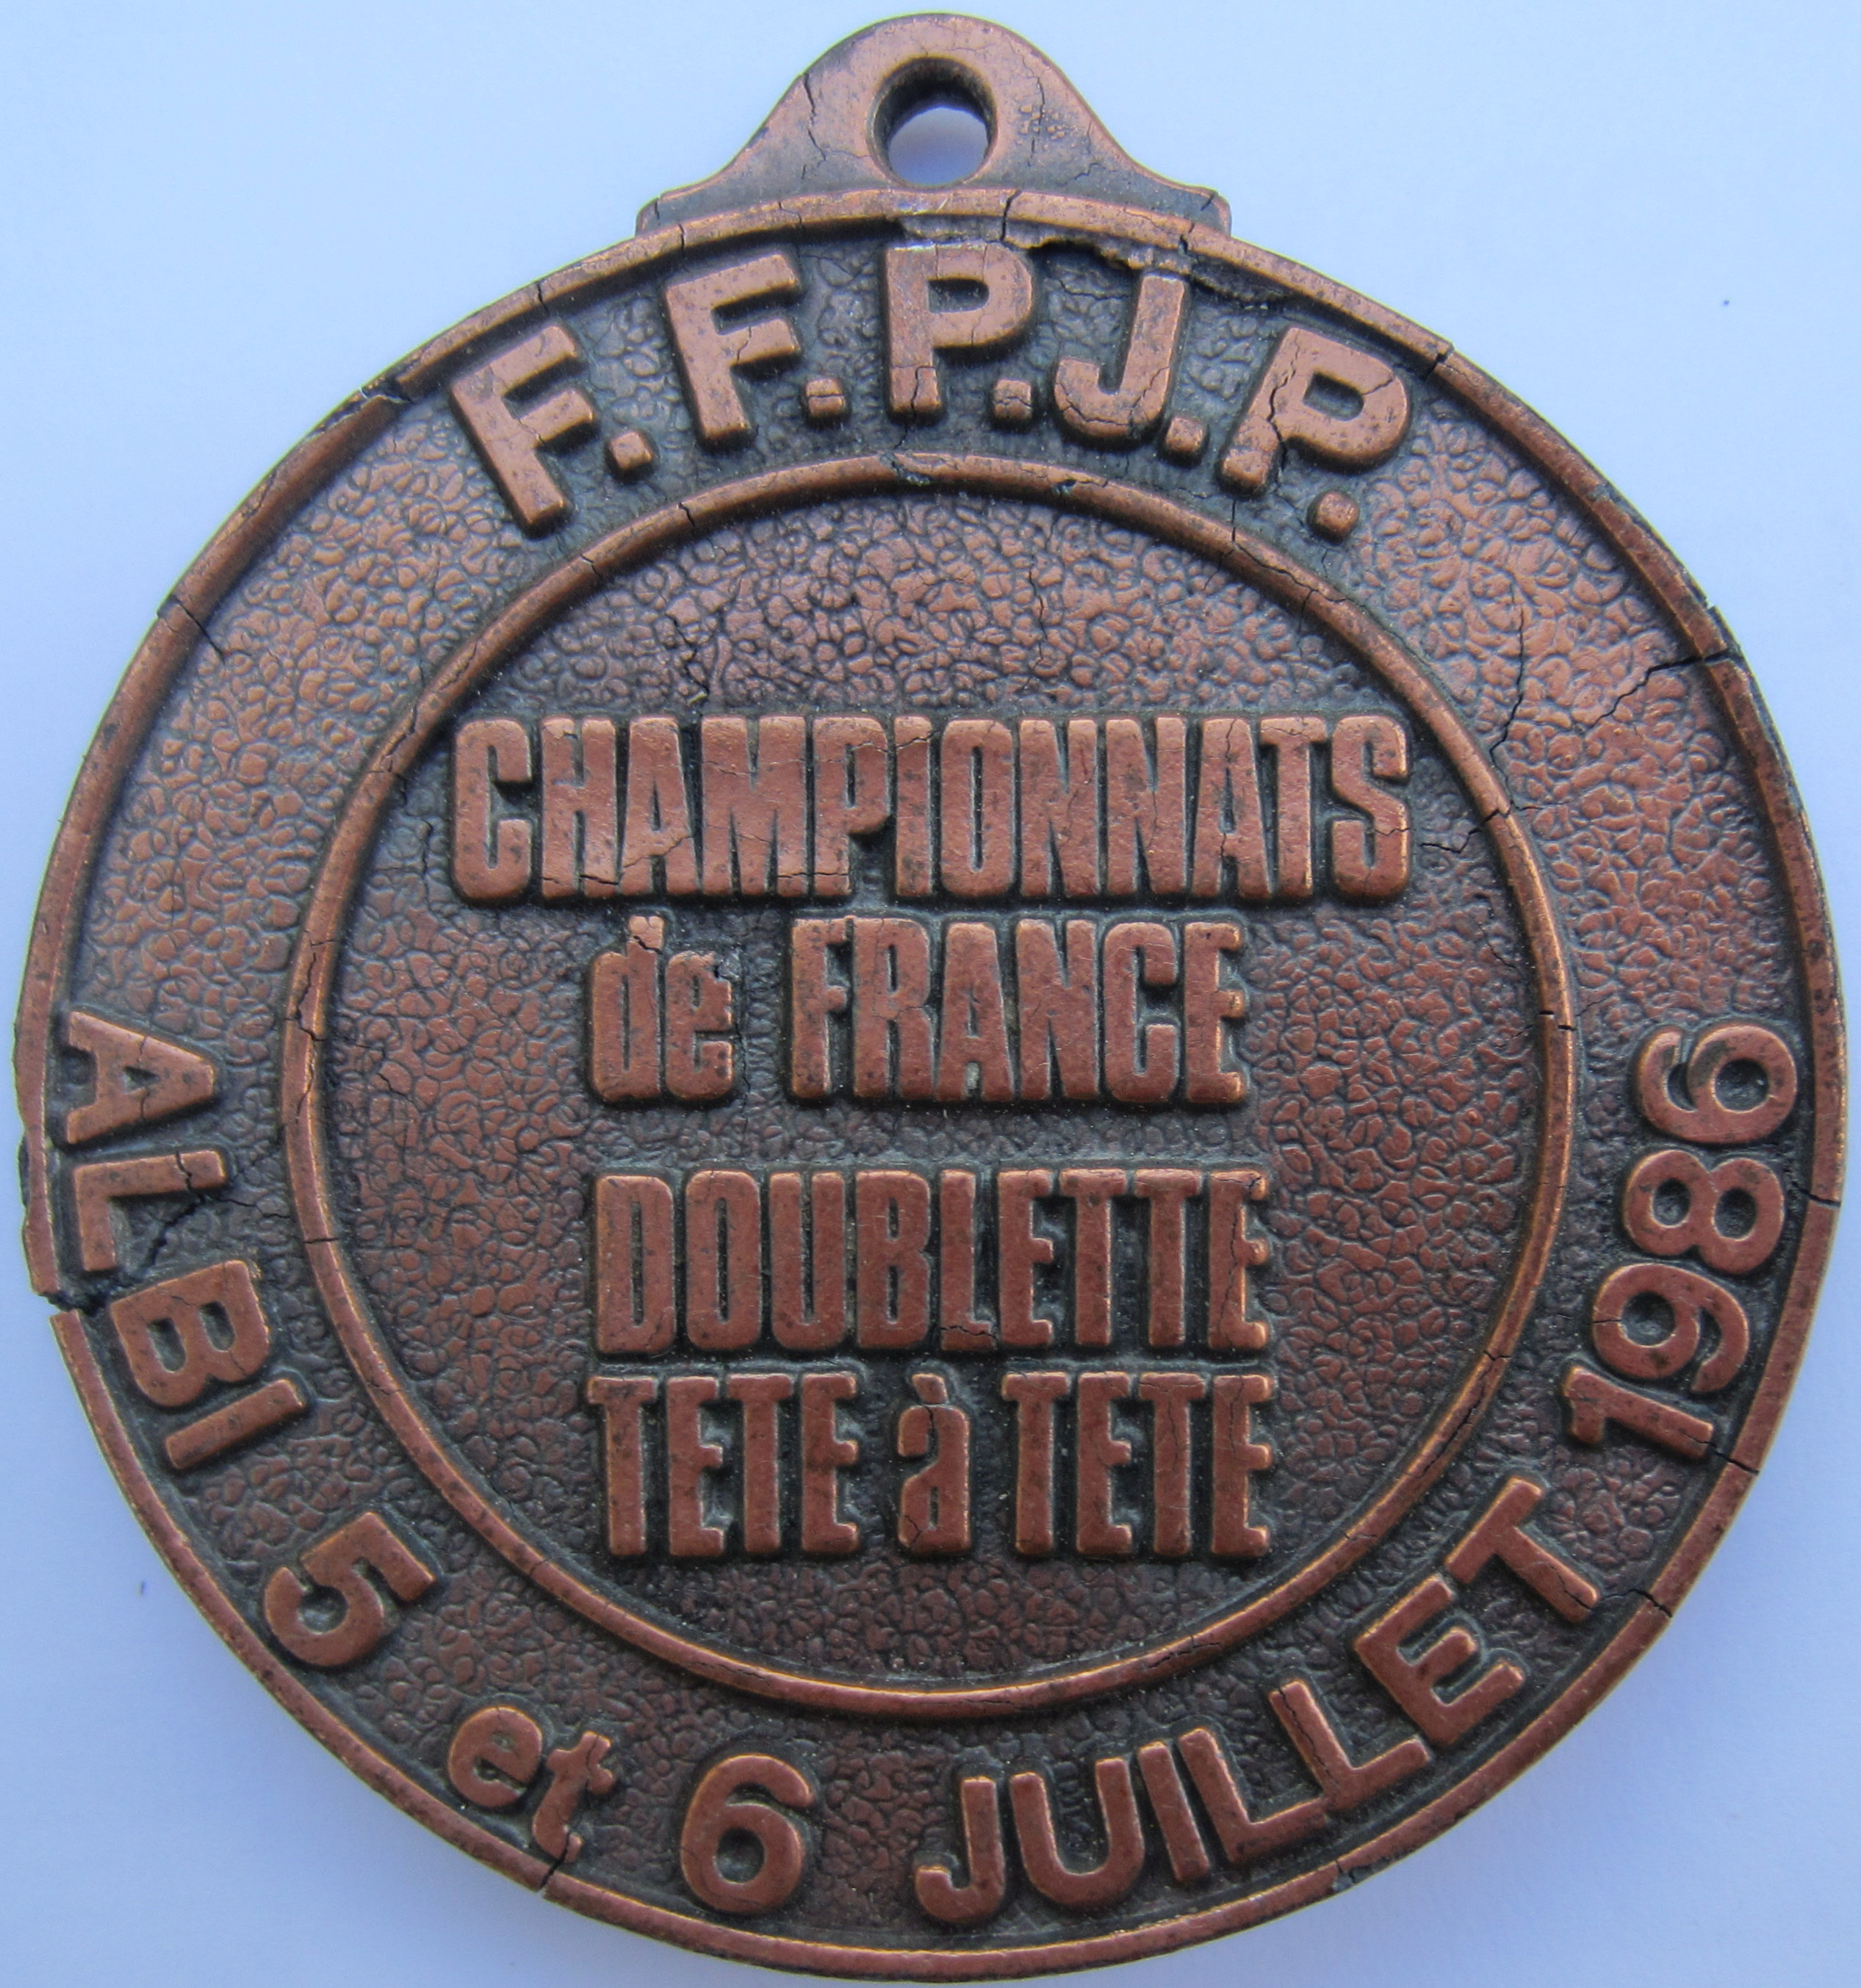 F.F.P.J.P.
CHAMPIONNATS
de FRANCE
DOUBLETTE
TETE à TETE
ALBI 5 et 6 JUILLET 1986